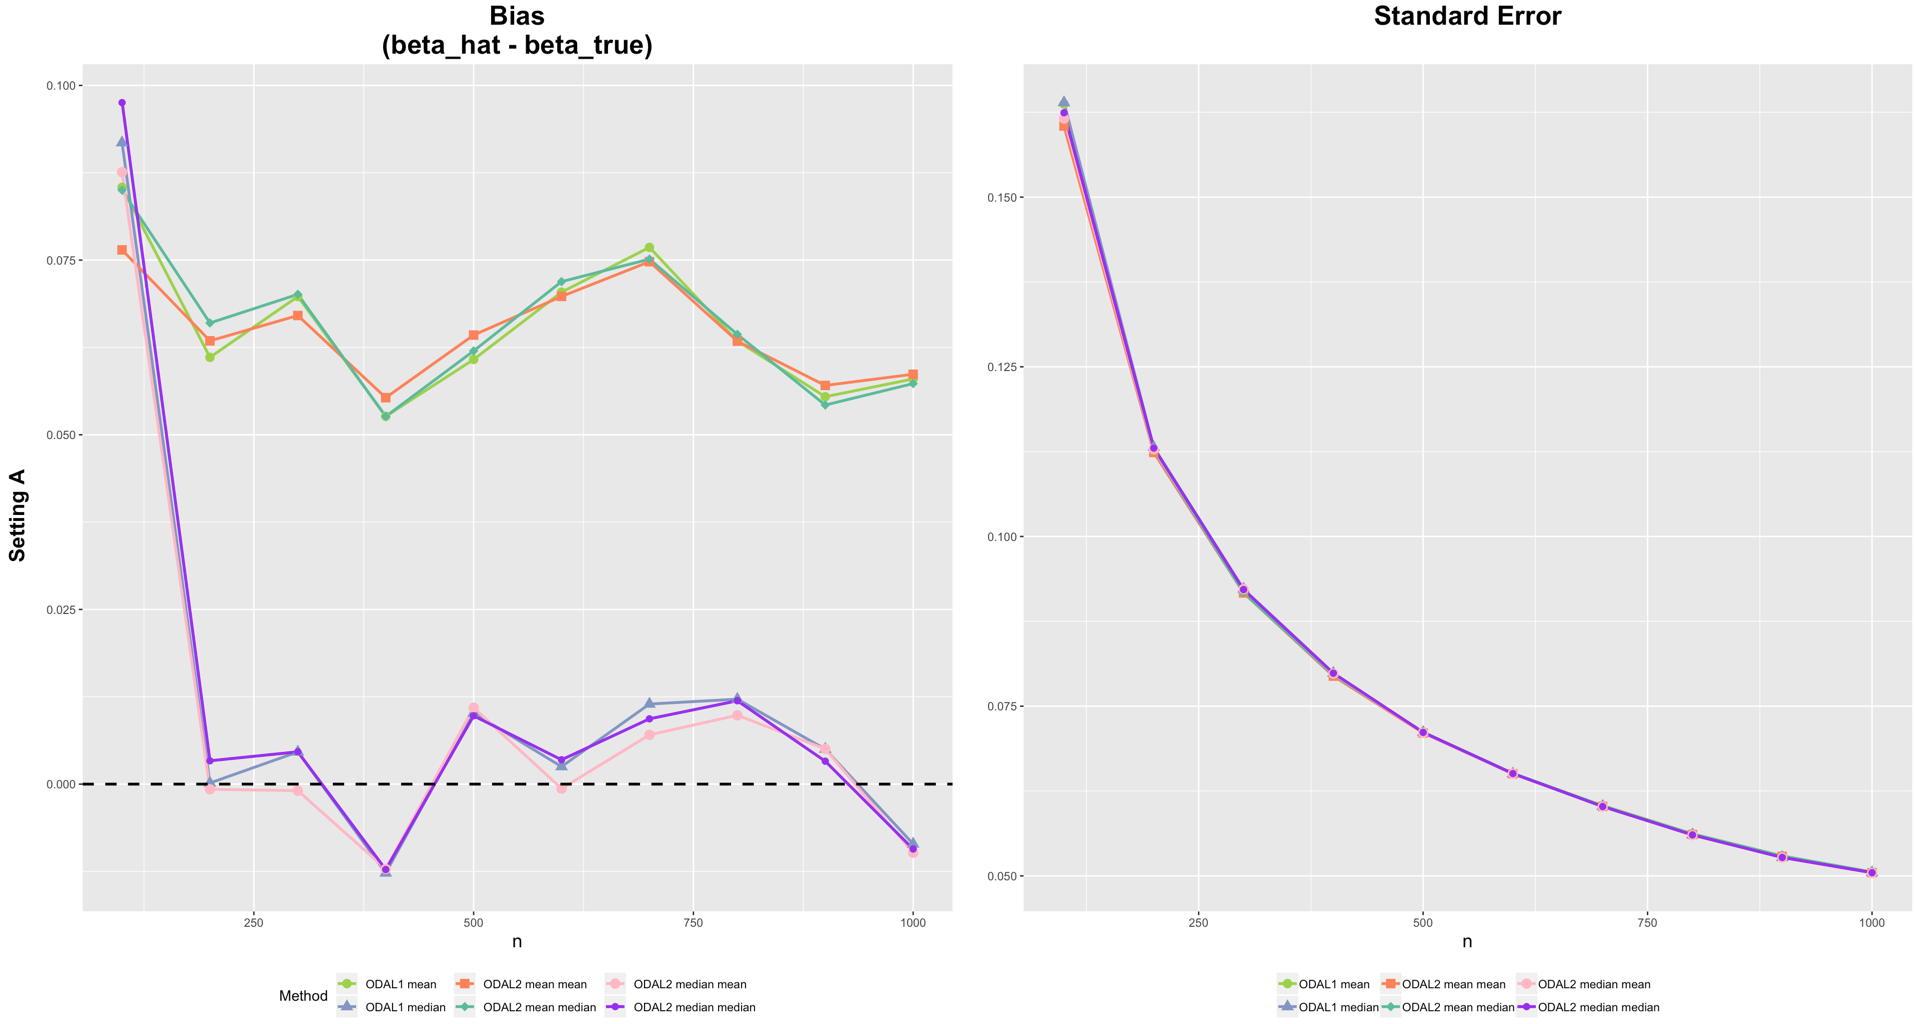 Bias
(beta_hat - beta_true)
Standard Error
Setting A
0.100
0.075
0.050
0.025
0.000
250
500
750
1000
n
0.150
0.125
0.100
0.075
0.050
250
500
750
1000
n
Method
ODAL1 mean
ODAL2 mean mean
ODAL2 median mean
ODAL1 median
ODAL2 mean median
ODAL2 median median
ODAL1 mean
ODAL2 mean mean
ODAL2 median mean
ODAL1 median
ODAL2 mean median
ODAL2 median median